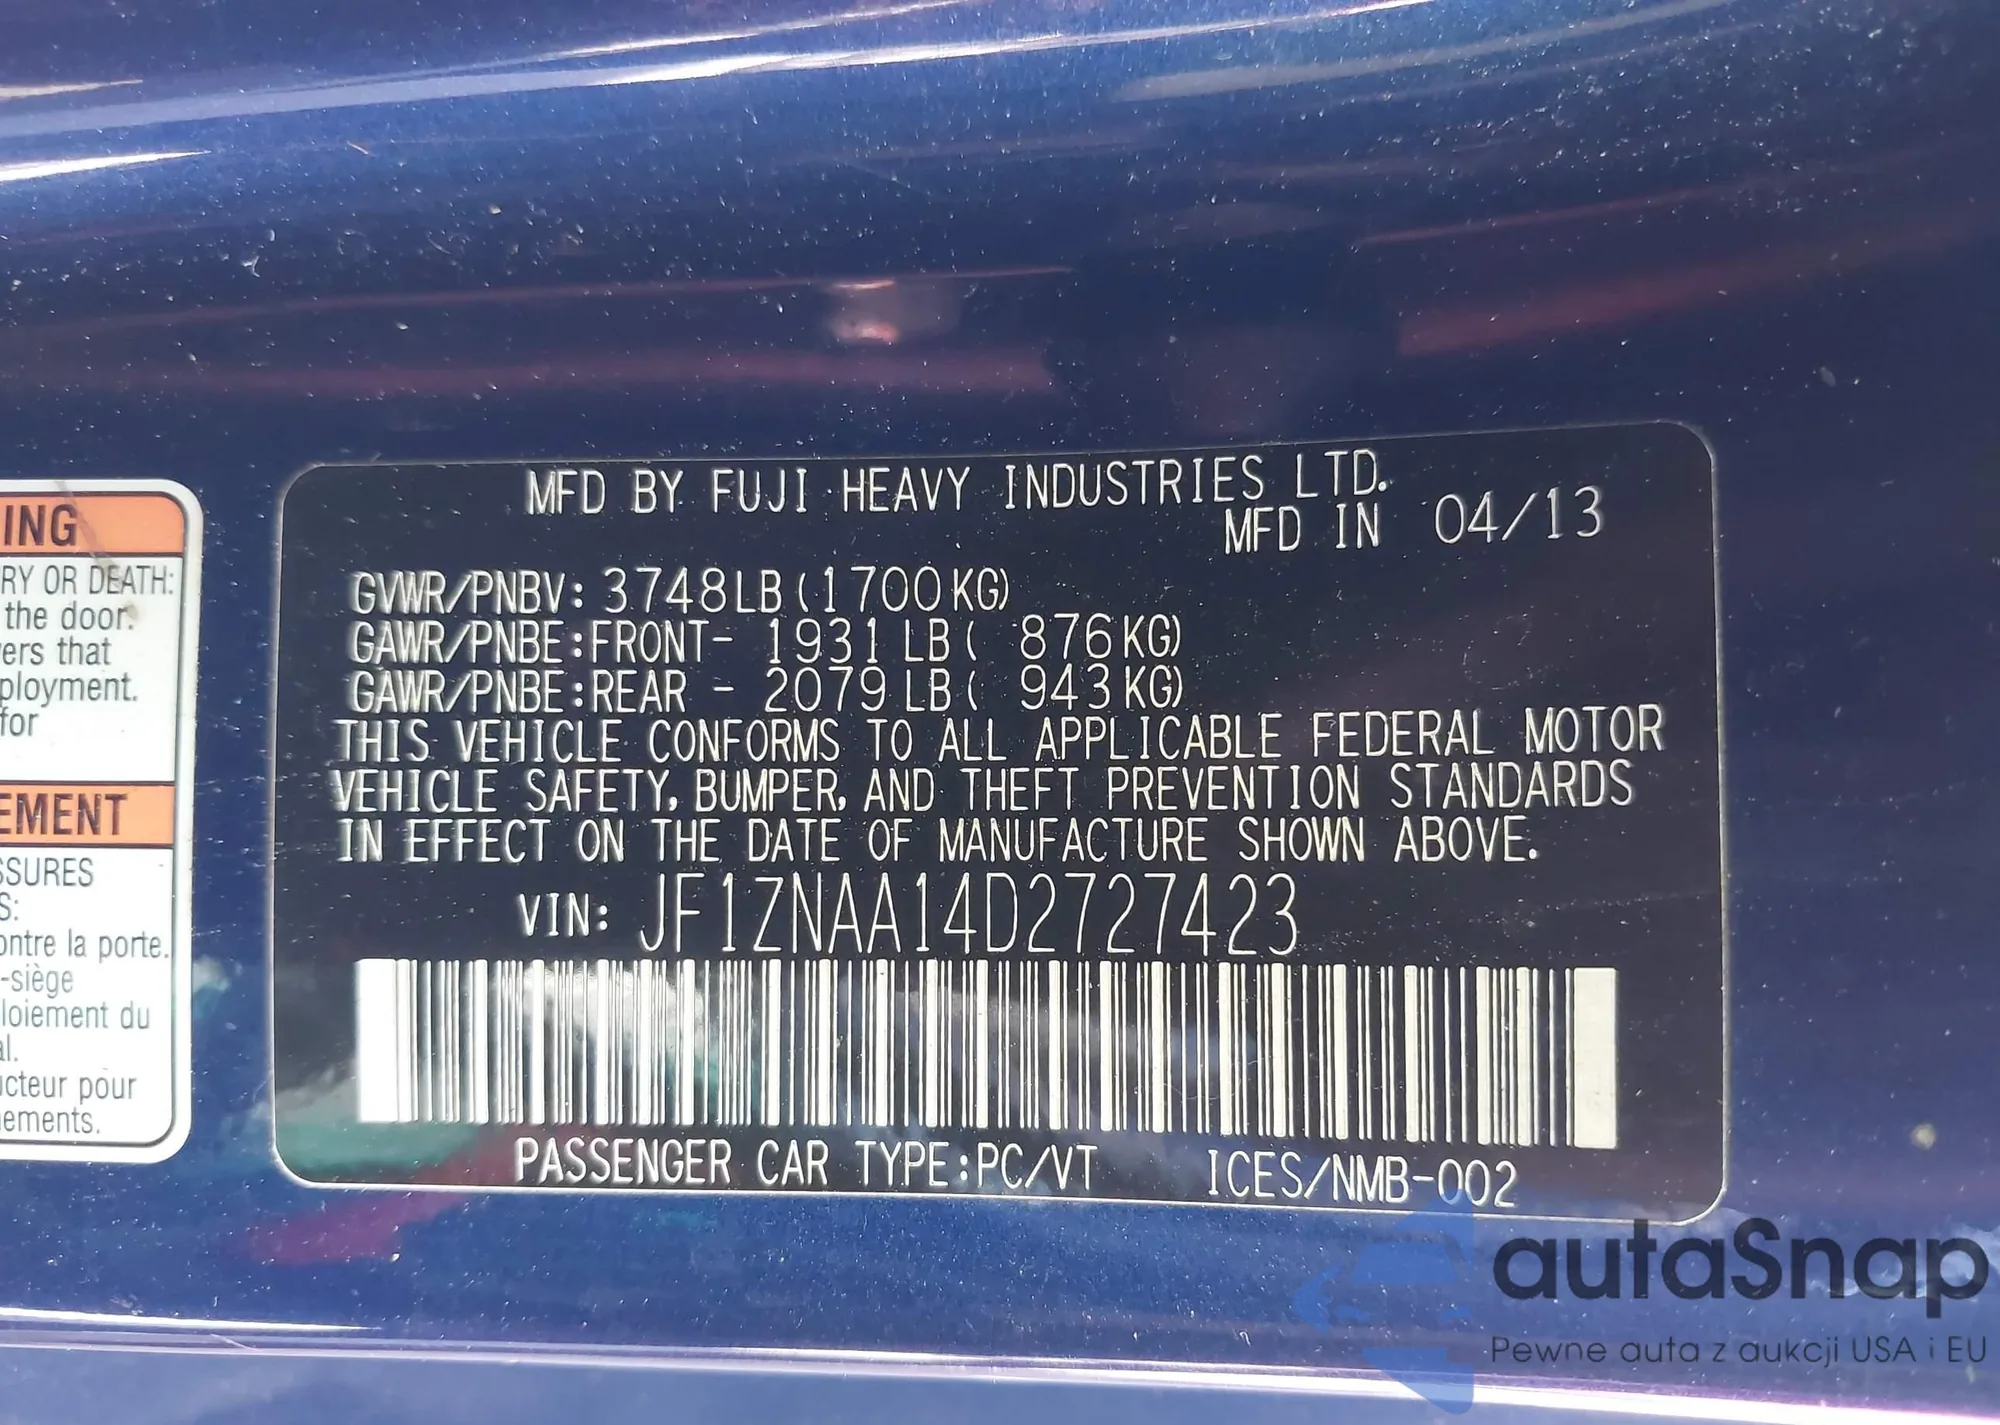 ING
RY OR DEATH:
the door.
ers that
ployment.
for
EMENT
SSURES
S:
ontre la porte.
-siège
loiement du
al.
ucteur pour
nements.
MFD BY FUJI HEAVY INDUSTRIES LTD.
MFD IN 04/13
GVWR/PNBV: 3748LB (1700KG)
GAWR/PNBE:FRONT- 1931 LB( 876KG)
GAWR/PNBE:REAR - 2079 LB( 943KG)
THIS VEHICLE CONFORMS TO ALL APPLICABLE FEDERAL MOTOR
VEHICLE SAFETY, BUMPER, AND THEFT PREVENTION STANDARDS
IN EFFECT ON THE DATE OF MANUFACTURE SHOWN ABOVE.
VIN: JF1ZNAA14D2727423
PASSENGER CAR TYPE:PC/VT ICES/NMB-002
autaSnap
Pewne auta z aukcji USA i EU